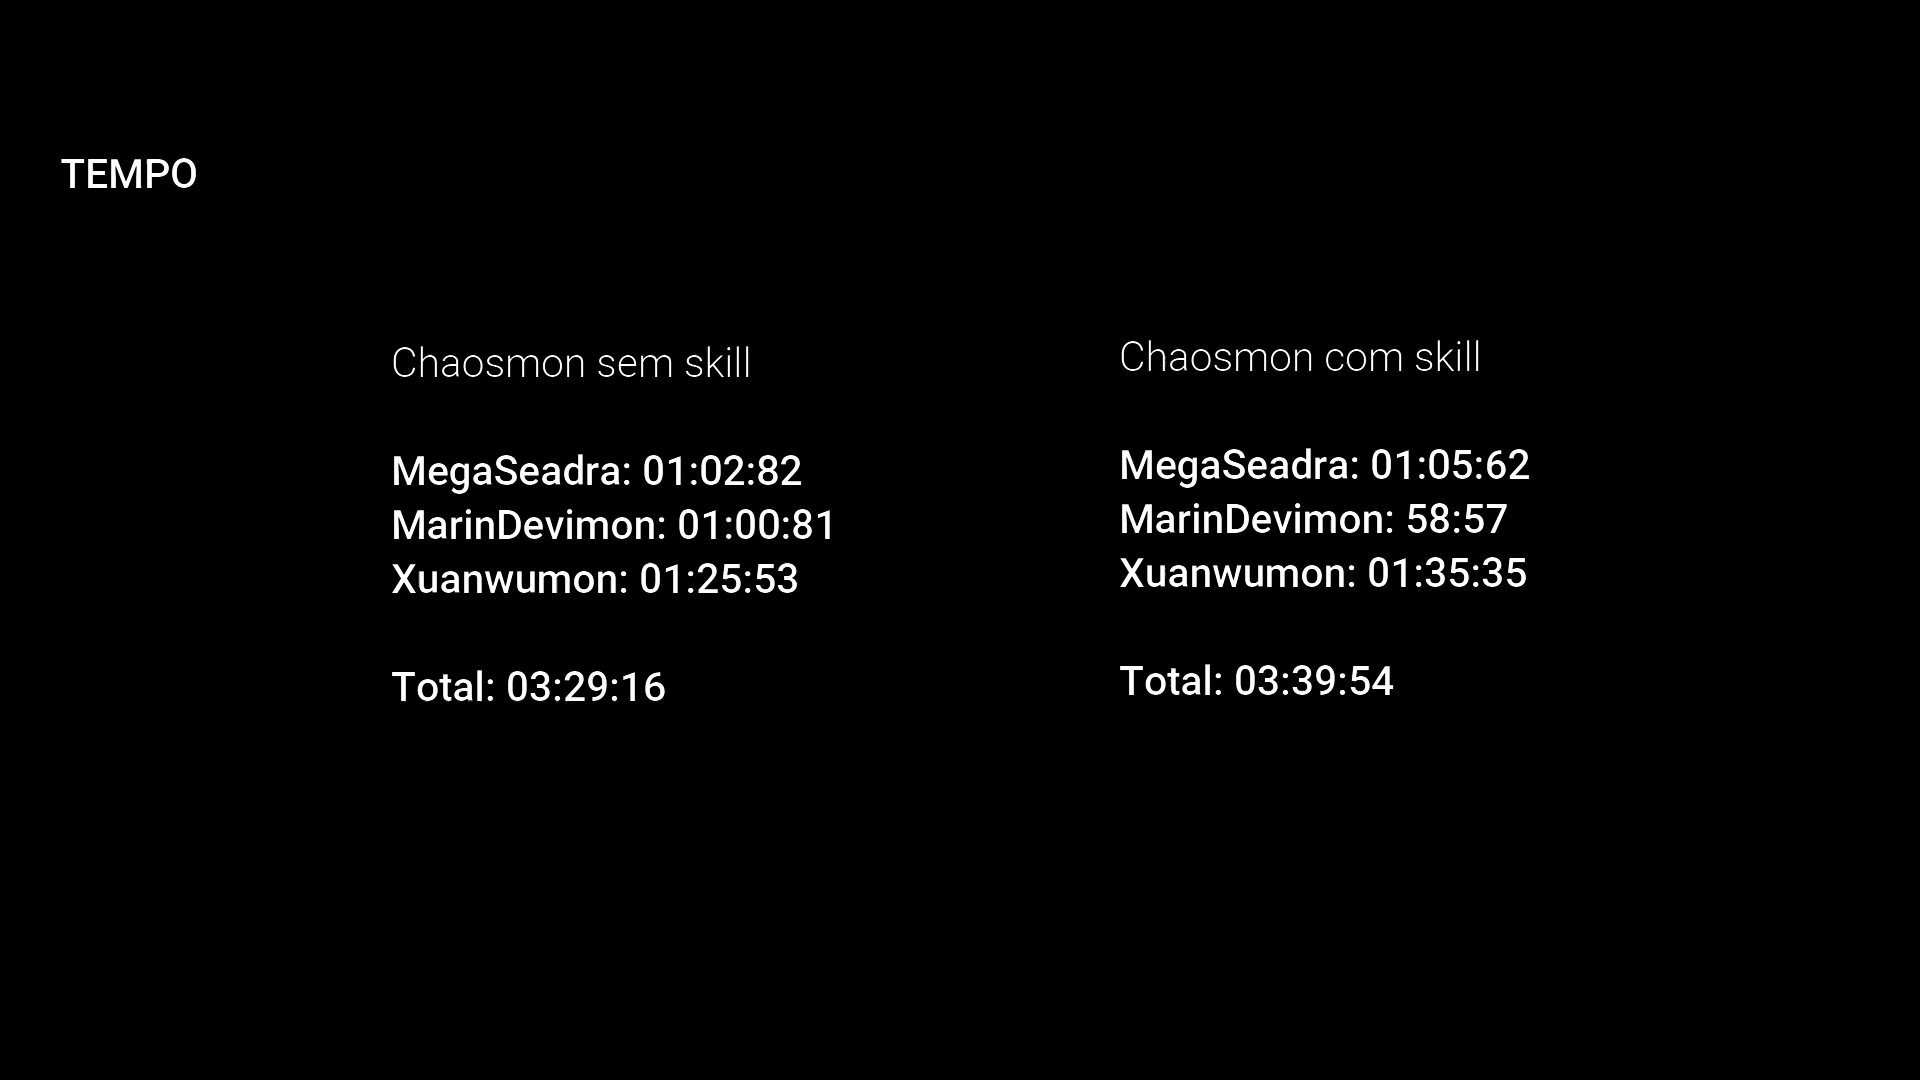 TEMPO
Chaosmon sem skill
MegaSeadra: 01:02:82
MarinDevimon: 01:00:81
Xuanwumon: 01:25:53
Total: 03:29:16
Chaosmon com skill
MegaSeadra: 01:05:62
MarinDevimon: 58:57
Xuanwumon: 01:35:35
Total: 03:39:54